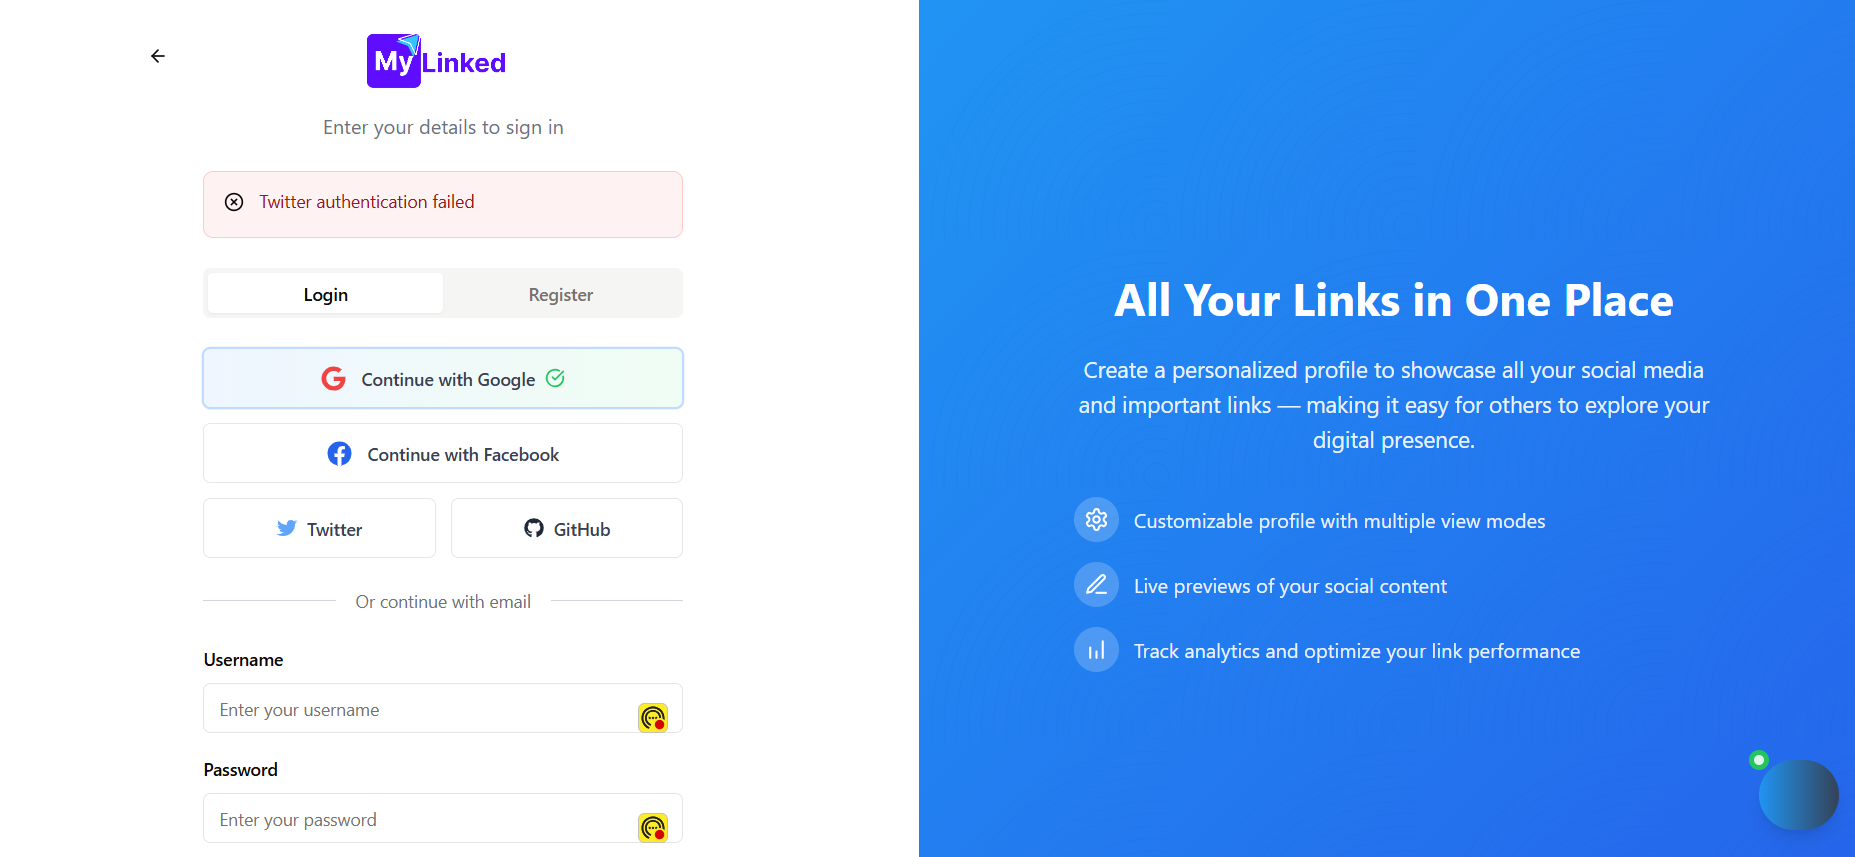 My Linked
Enter your details to sign in
Twitter authentication failed
Login
Register
Continue with Google
Continue with Facebook
Twitter
GitHub
Or continue with email
Username
Enter your username
Password
Enter your password
All Your Links in One Place
Create a personalized profile to showcase all your social media
and important links — making it easy for others to explore your
digital presence.
Customizable profile with multiple view modes
Live previews of your social content
Track analytics and optimize your link performance